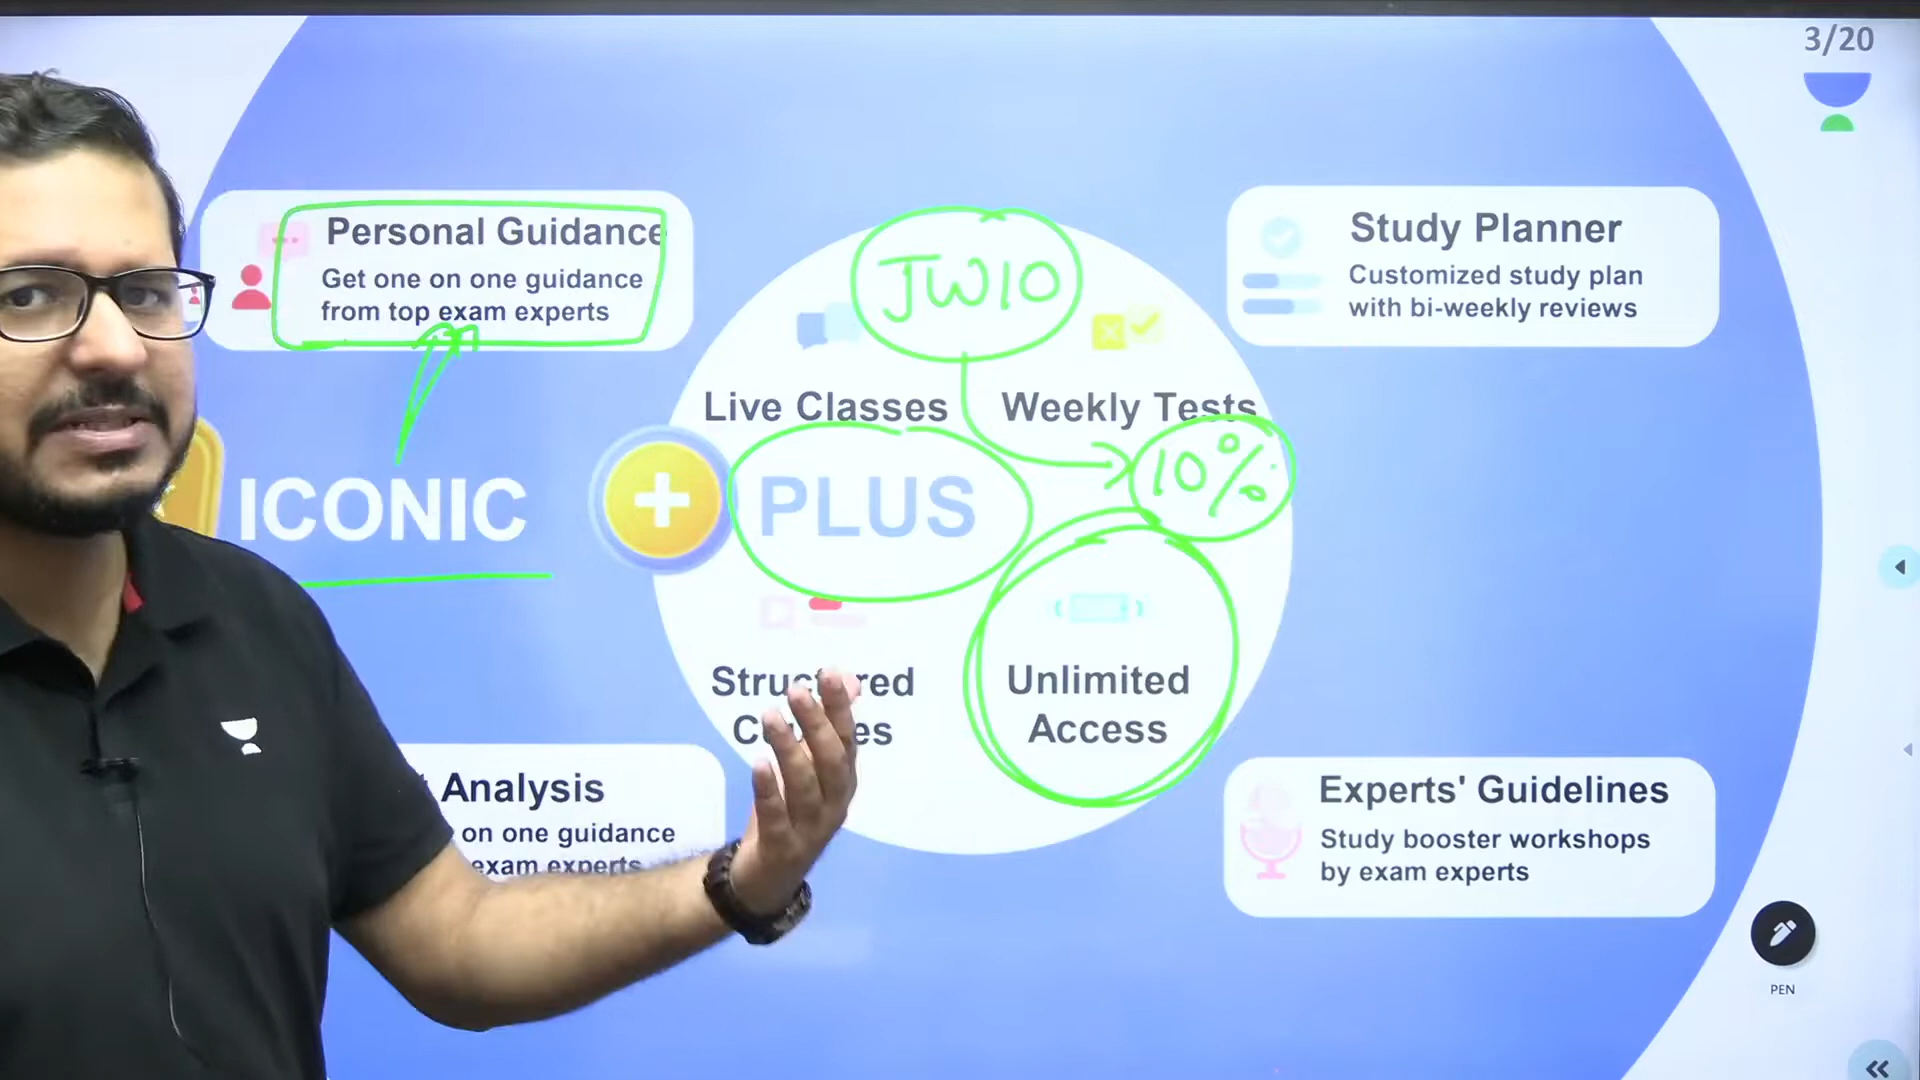 3/20
Personal Guidance
Get one on one guidance
from top exam experts
JW10
Study Planner
Customized study plan
with bi-weekly reviews
Live Classes
Weekly Tests
10%
ICONIC
+
PLUS
Unlimited
Access
Analysis
on one guidance
exam experts
Experts' Guidelines
Study booster workshops
by exam experts
PEN